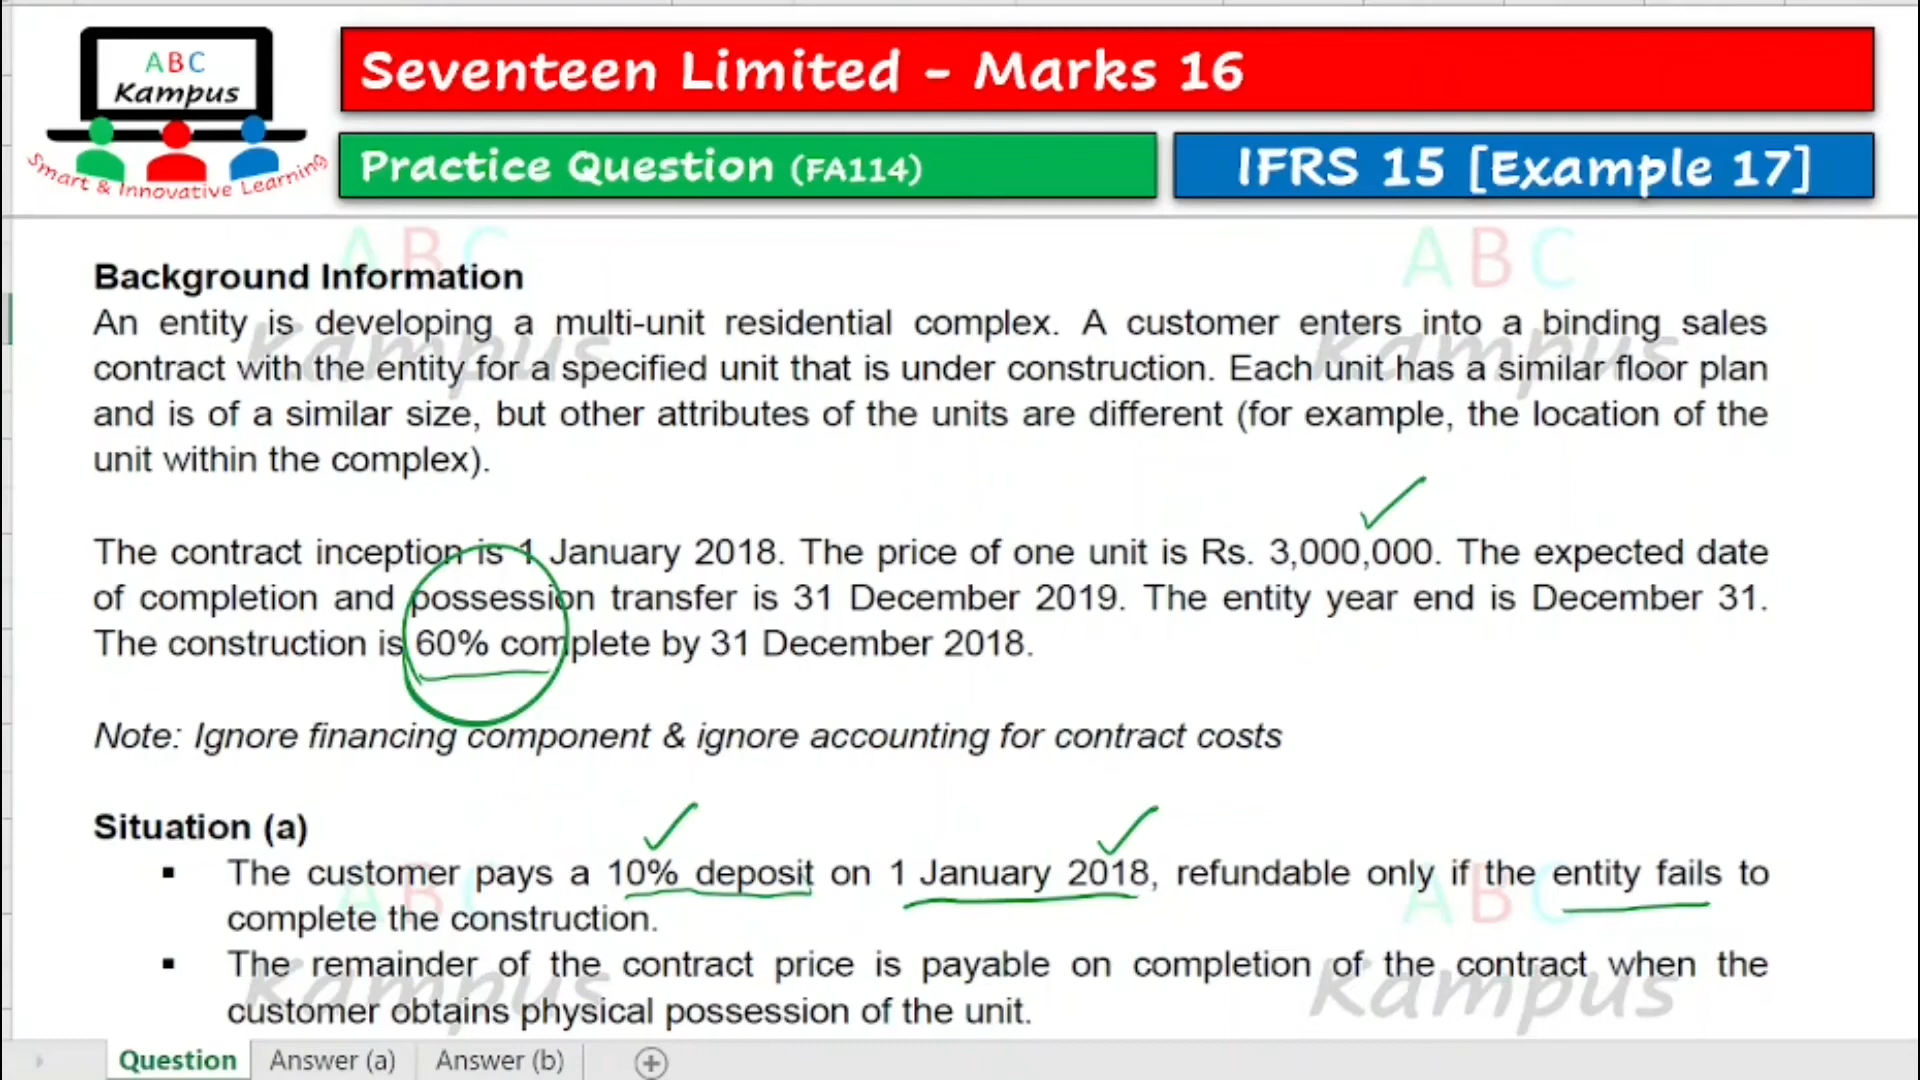 ABC
Kampus
Smart & Innovative Learning
Seventeen Limited - Marks 16
Practice Question (FA114)
IFRS 15 [Example 17]
ABC
Kampus
ABC
Kampus
Background Information
An entity is developing a multi-unit residential complex. A customer enters into a binding sales
contract with the entity for a specified unit that is under construction. Each unit has a similar floor plan
and is of a similar size, but other attributes of the units are different (for example, the location of the
unit within the complex).
The contract inception is 1 January 2018. The price of one unit is Rs. 3,000,000. The expected date
of completion and possession transfer is 31 December 2019. The entity year end is December 31.
The construction is 60% complete by 31 December 2018.
Note: Ignore financing component & ignore accounting for contract costs
Situation (a)
▪ The customer pays a 10% deposit on 1 January 2018, refundable only if the entity fails to
complete the construction.
▪ The remainder of the contract price is payable on completion of the contract when the
customer obtains physical possession of the unit.
ABC
Kampus
ABC
Kampus
Question Answer (a) Answer (b)